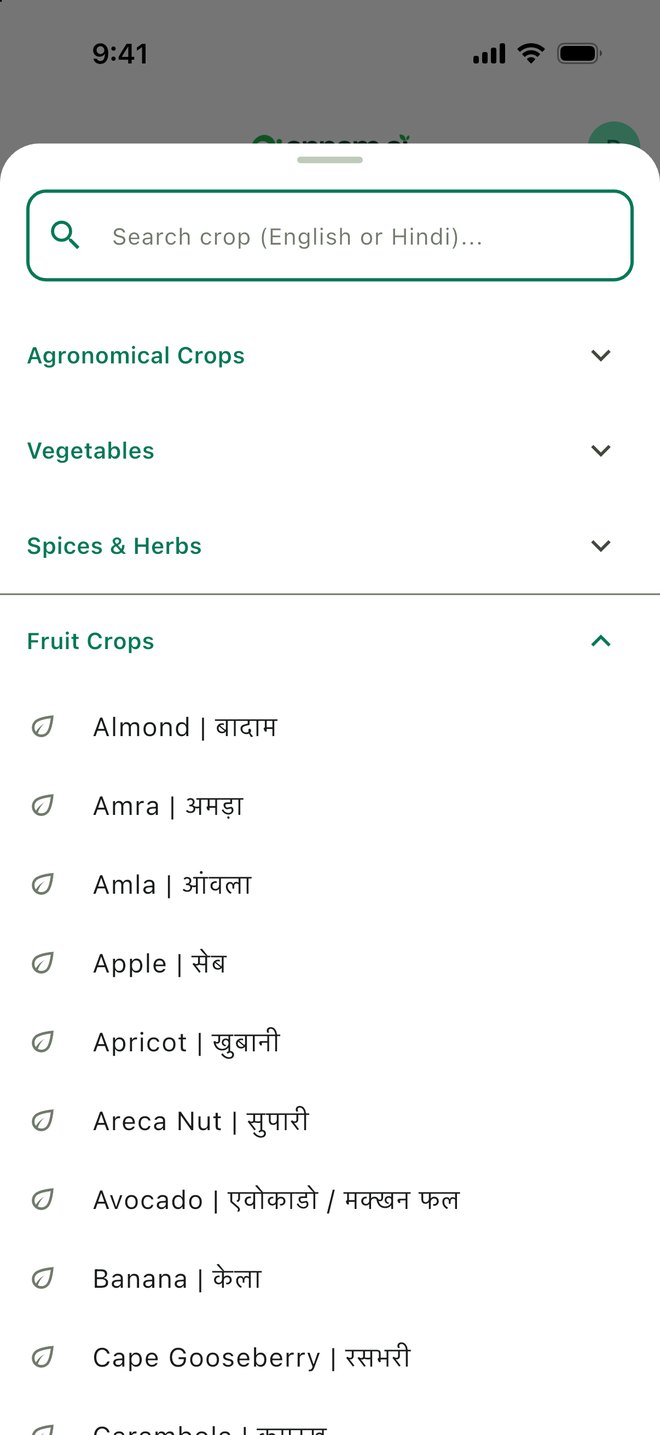 9:41
Search crop (English or Hindi)...
Agronomical Crops
Vegetables
Spices & Herbs
Fruit Crops
Almond | बादाम
Amra | अमड़ा
Amla | आंवला
Apple | सेब
Apricot | खुबानी
Areca Nut | सुपारी
Avocado | एवोकाडो / मक्खन फल
Banana | केला
Cape Gooseberry | रसभरी